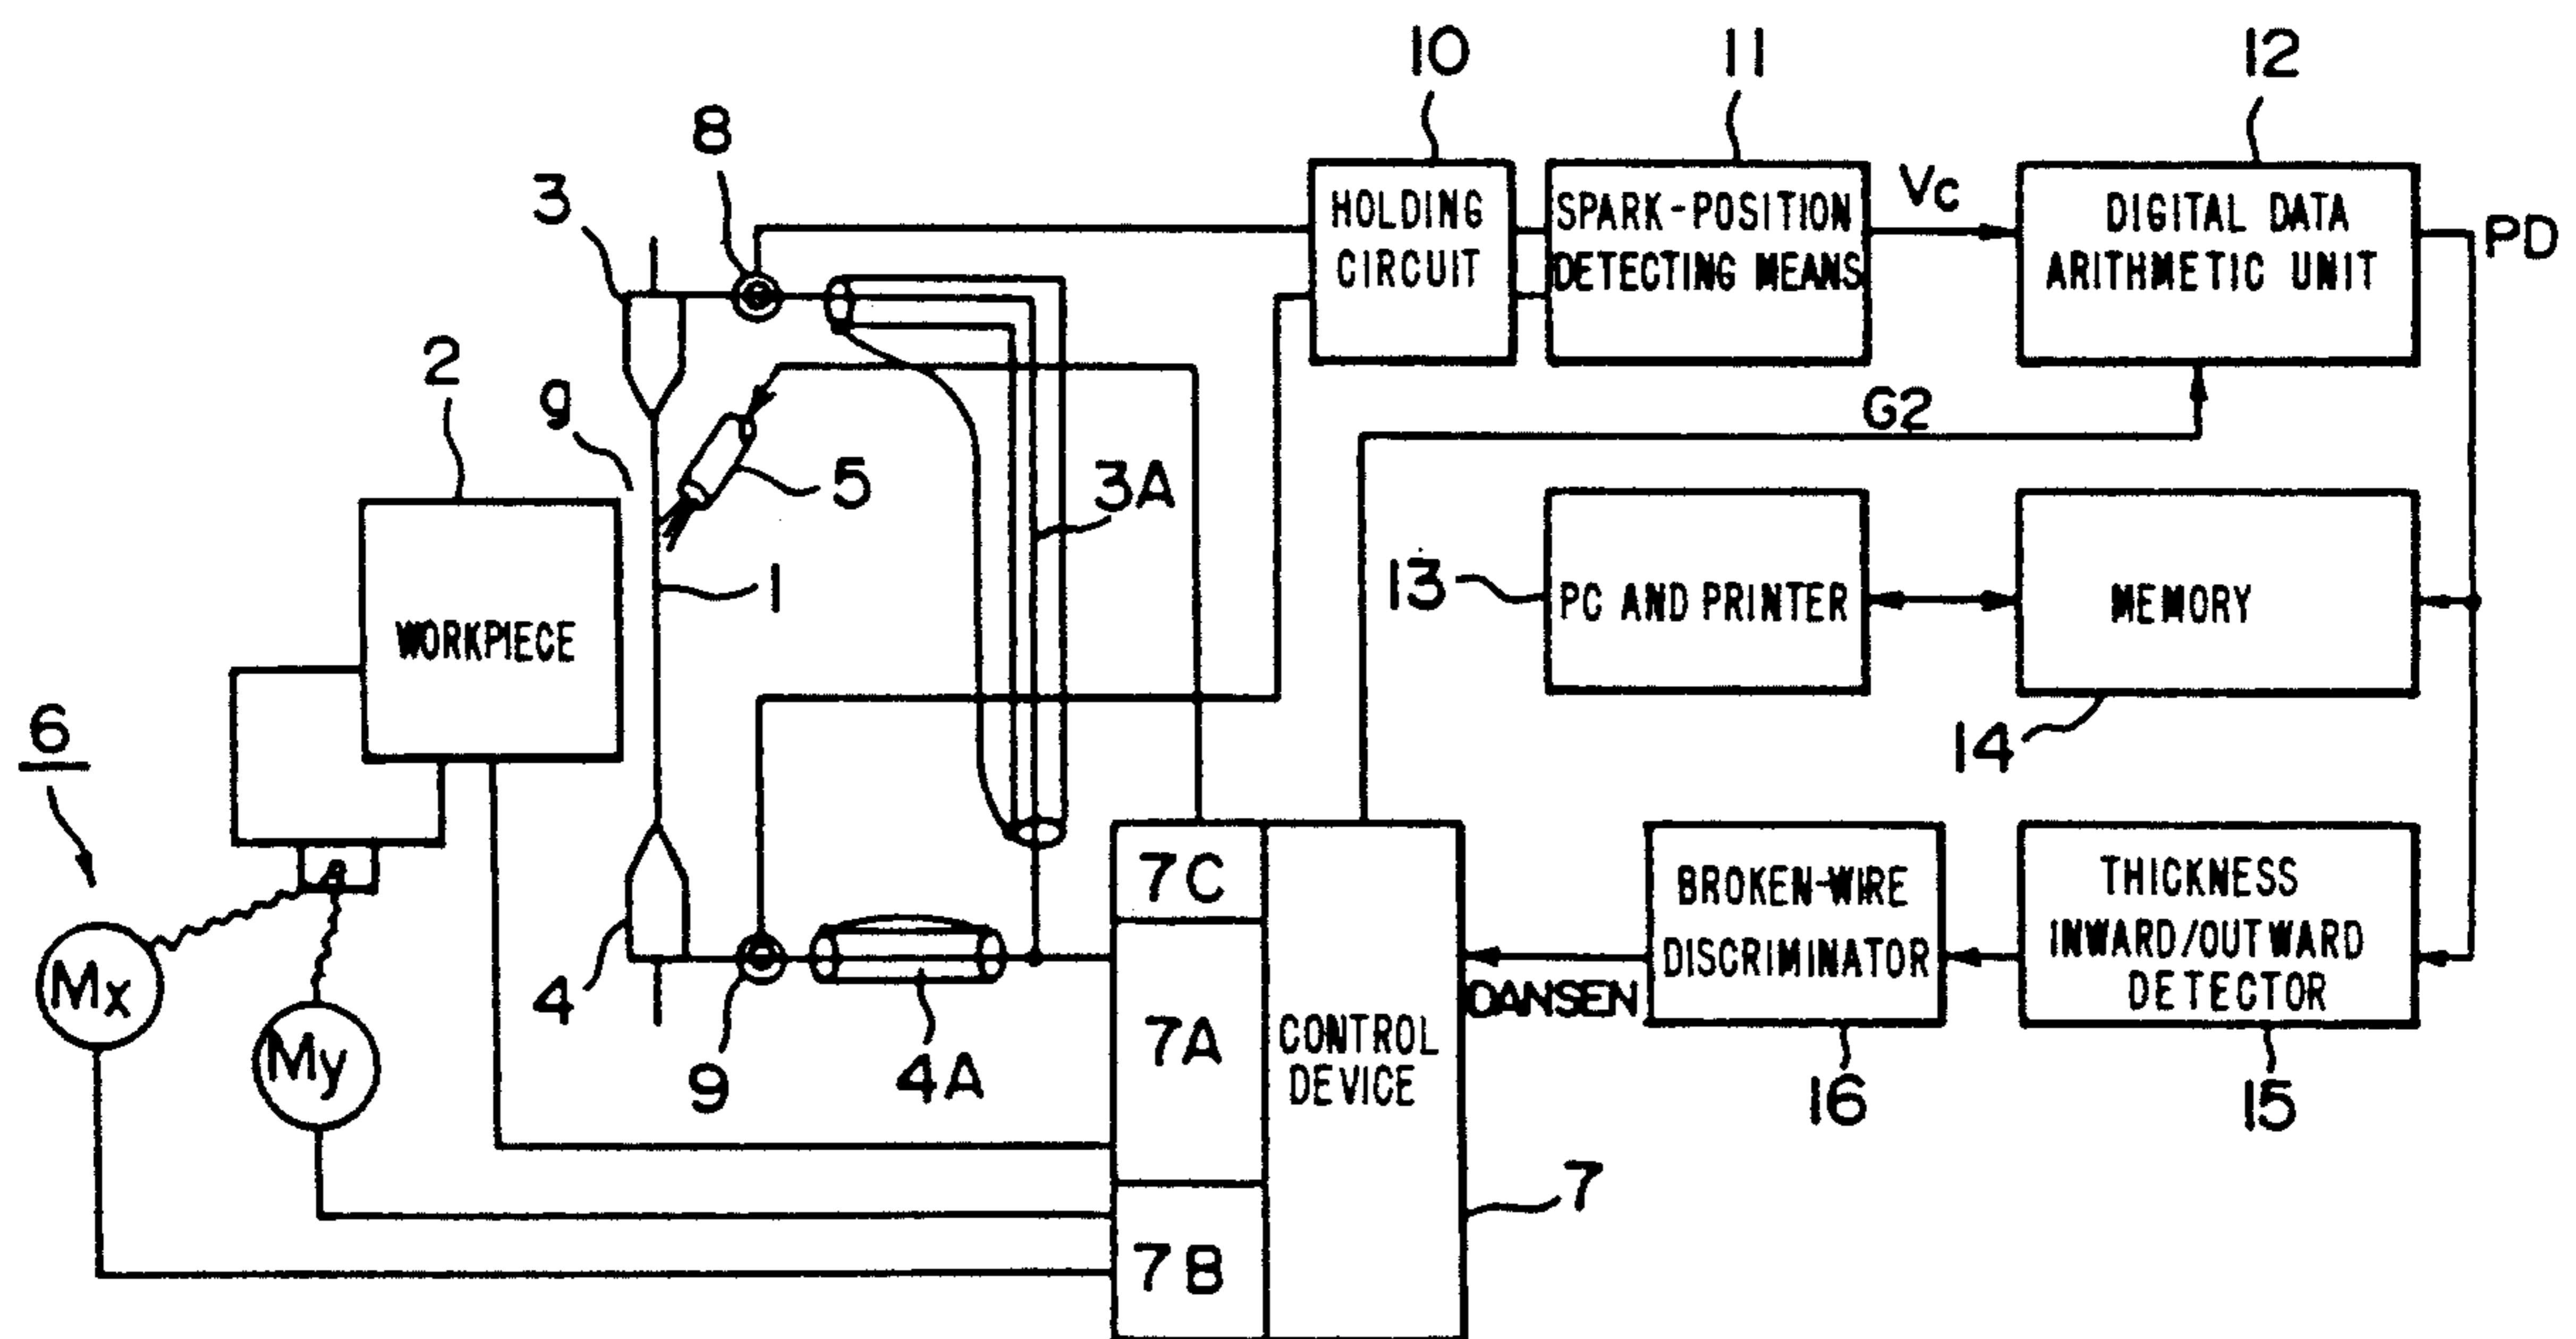 10
11
12
8
3
HOLDING
CIRCUIT
SPARK-POSITION
DETECTING MEANS
Vc
DIGITAL DATA
ARITHMETIC UNIT
PD
2
g
G2
5
3A
1
WORKPIECE
13
PC AND PRINTER
MEMORY
14
6
7C
BROKEN-WIRE
DISCRIMINATOR
THICKNESS
INWARD/OUTWARD
DETECTOR
Mx
My
4
9
4A
7A
CONTROL
DEVICE
DANSEN
16
15
7
7B